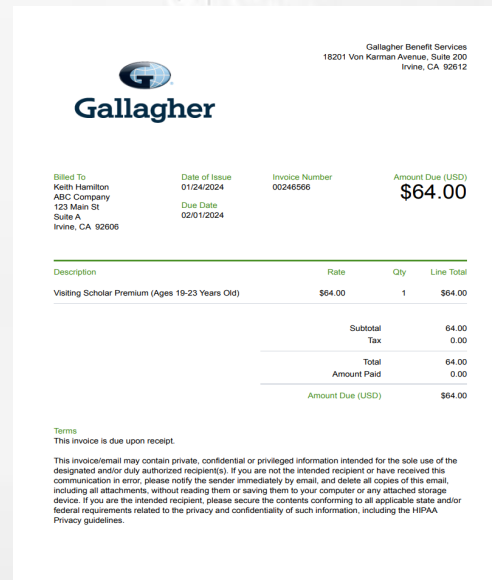 Gallagher Benefit Services
18201 Von Karman Avenue, Suite 200
Irvine, CA 92612
G
Gallagher
Billed To
Keith Hamilton
ABC Company
123 Main St
Suite A
Irvine, CA 92606
Date of Issue
01/24/2024
Due Date
02/01/2024
Invoice Number
00246566
Amount Due (USD)
$64.00
Description Rate Qty Line Total
Visiting Scholar Premium (Ages 19-23 Years Old) $64.00 1 $64.00
Subtotal 64.00
Tax 0.00
Total 64.00
Amount Paid 0.00
Amount Due (USD) $64.00
Terms
This invoice is due upon receipt.
This invoice/email may contain private, confidential or privileged information intended for the sole use of the
designated and/or duly authorized recipient(s). If you are not the intended recipient or have received this
communication in error, please notify the sender immediately by email, and delete all copies of this email,
including all attachments, without reading them or saving them to your computer or any attached storage
device. If you are the intended recipient, please secure the contents conforming to all applicable state and/or
federal requirements related to the privacy and confidentiality of such information, including the HIPAA
Privacy guidelines.